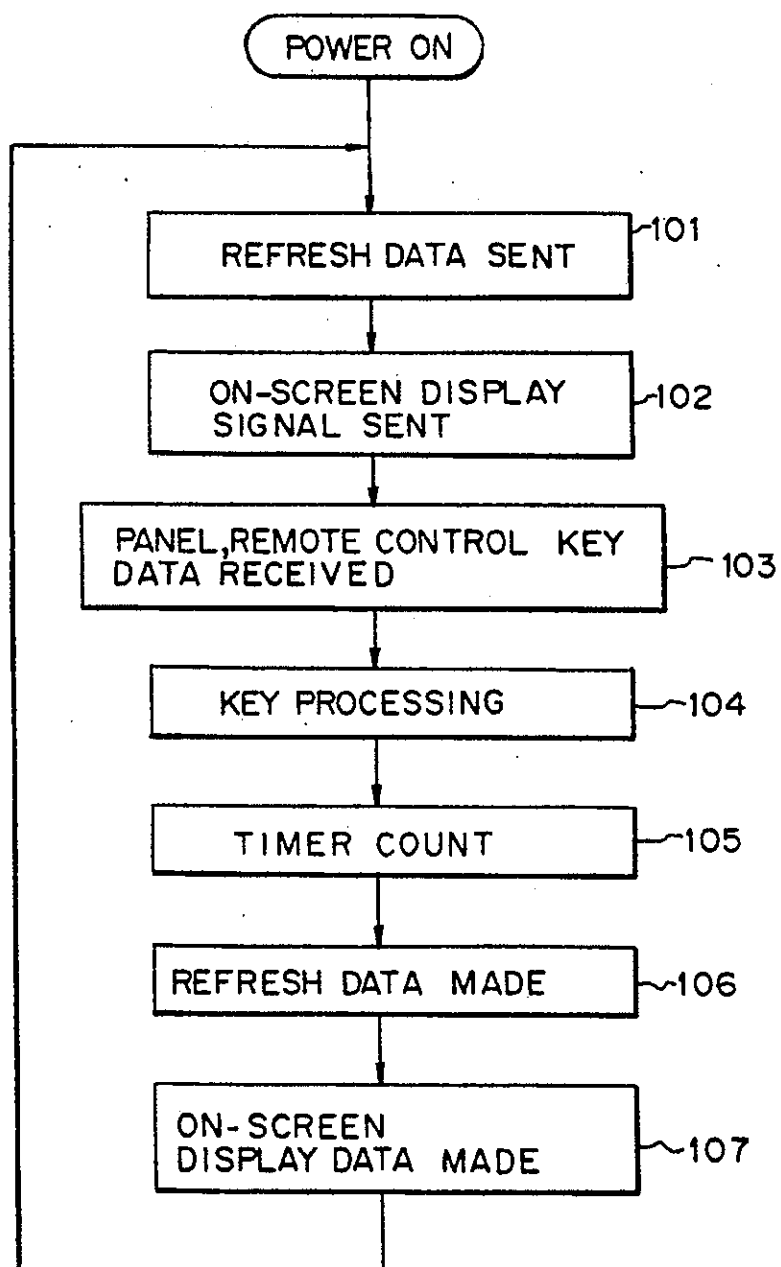 POWER ON
REFRESH DATA SENT
101
ON-SCREEN DISPLAY
SIGNAL SENT
102
PANEL, REMOTE CONTROL KEY
DATA RECEIVED
103
KEY PROCESSING
104
TIMER COUNT
105
REFRESH DATA MADE
106
ON-SCREEN
DISPLAY DATA MADE
107